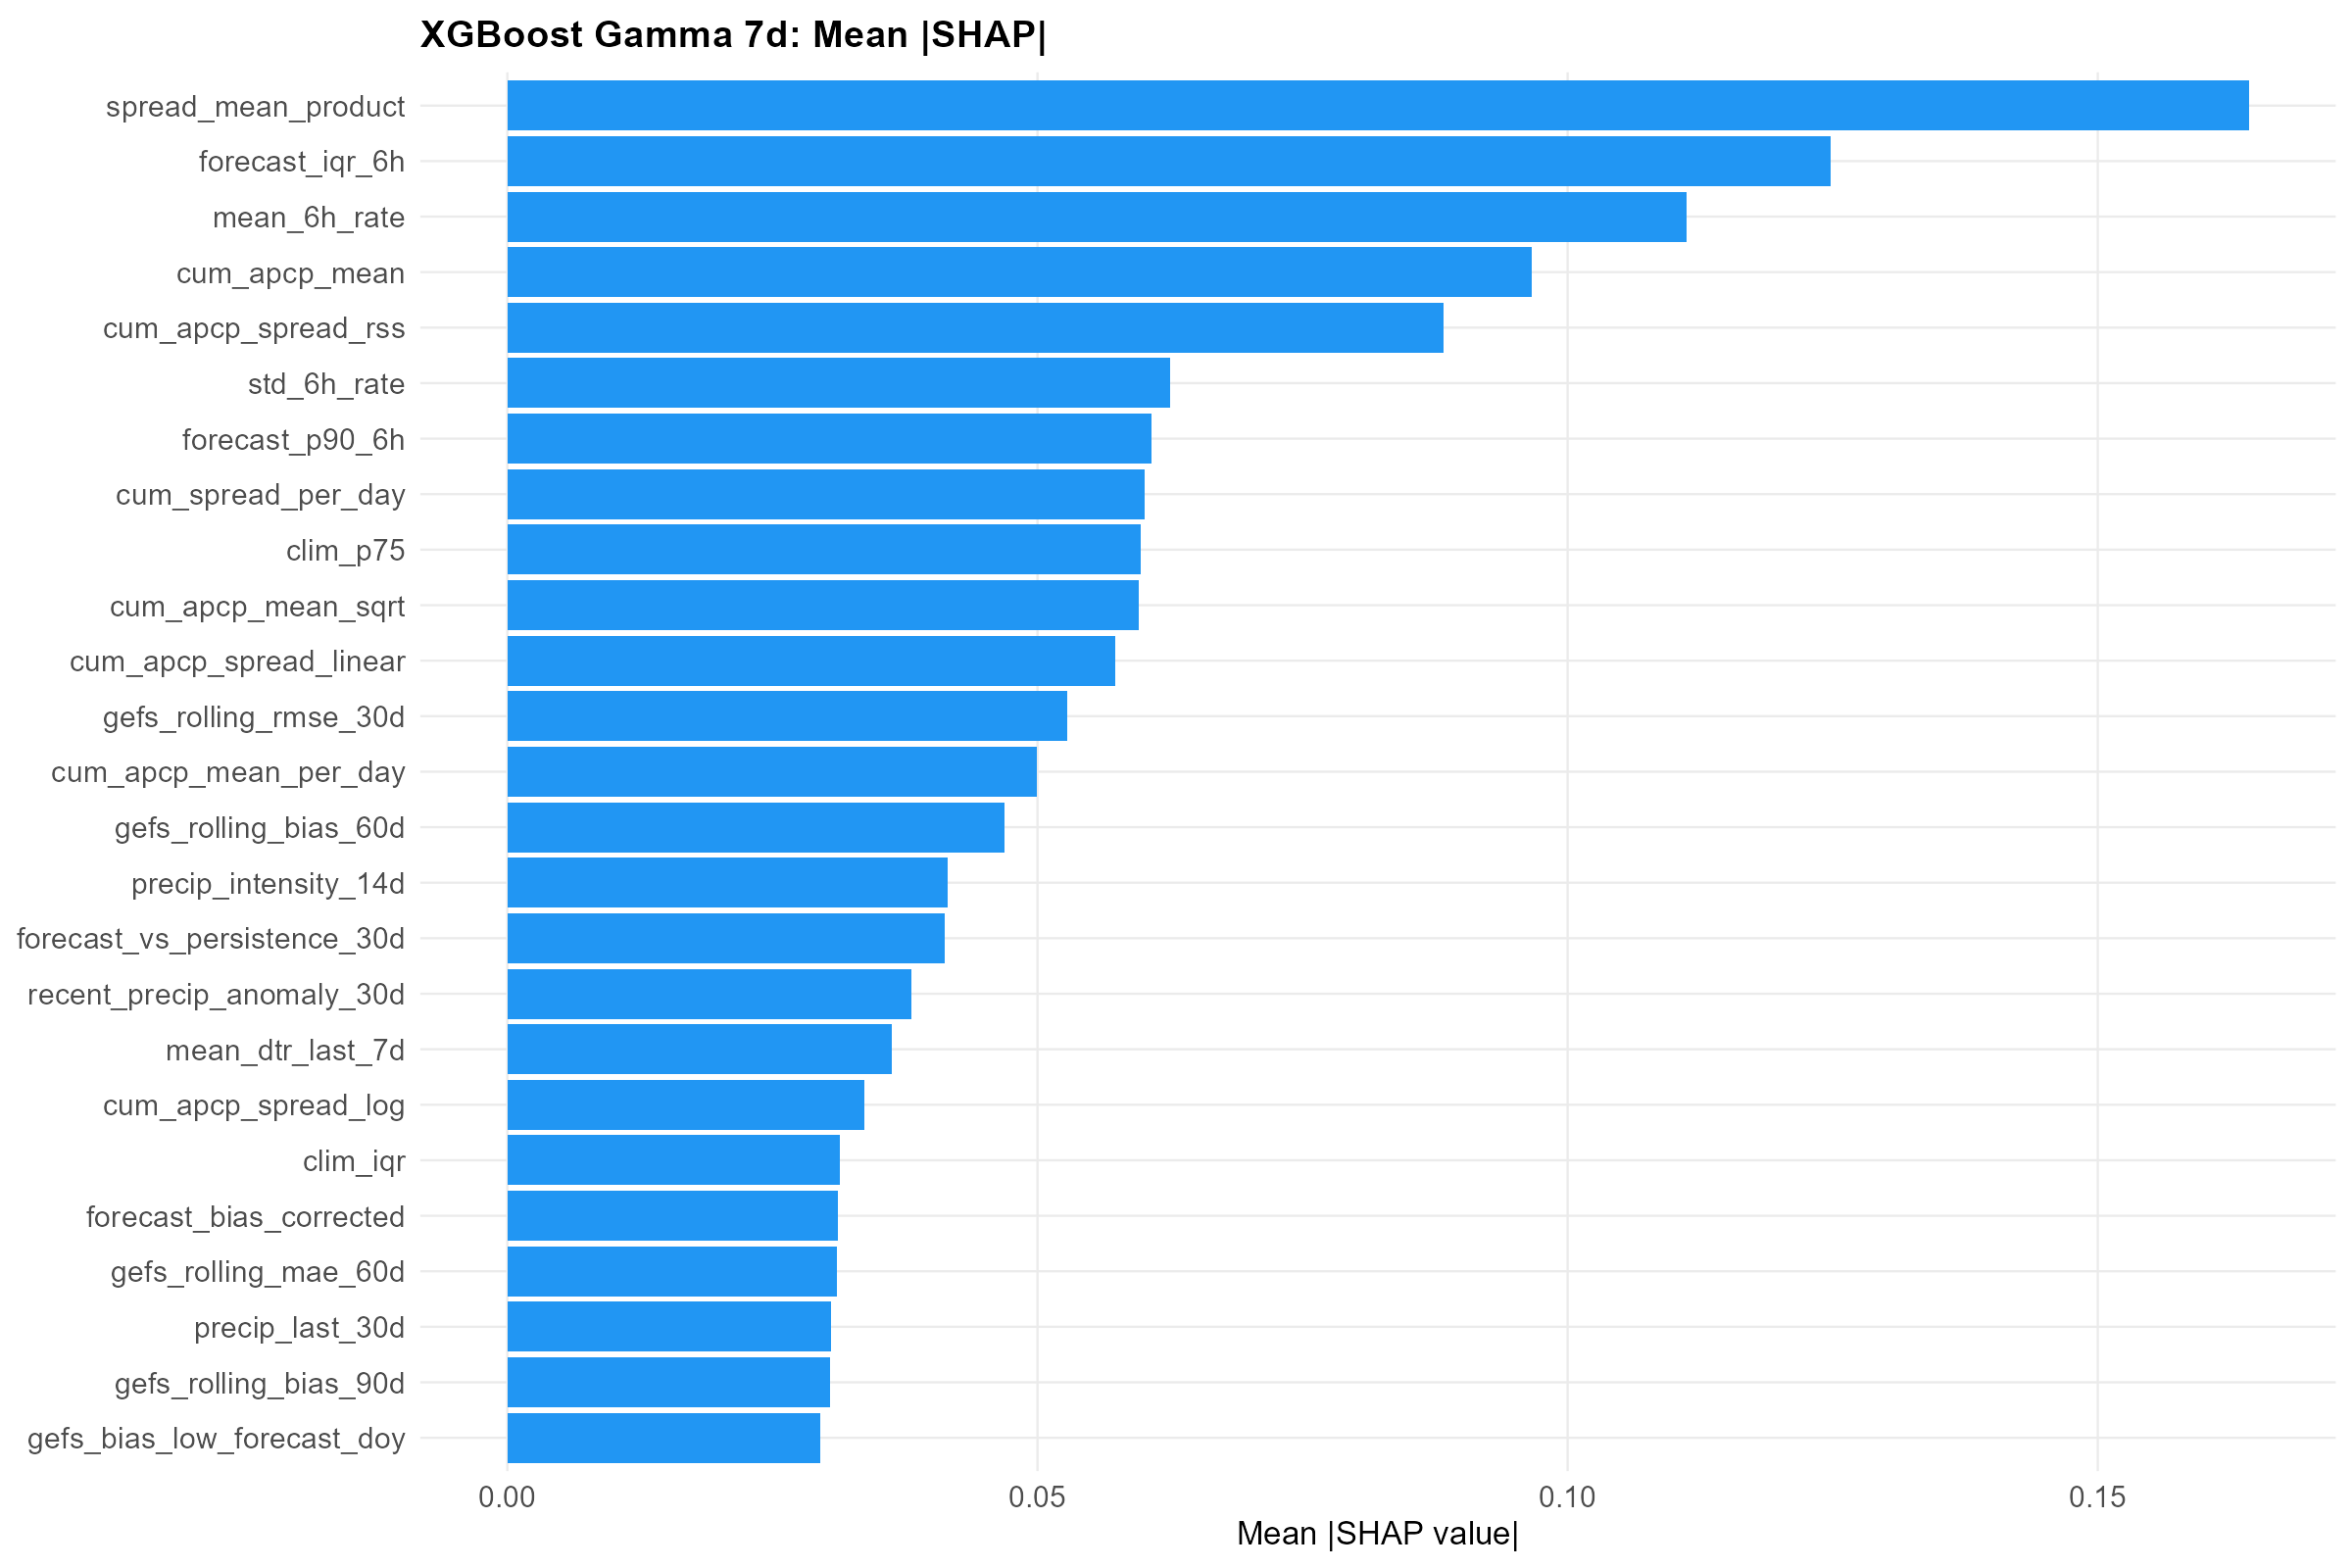 XGBoost Gamma 7d: Mean |SHAP|
spread_mean_product
forecast_iqr_6h
mean_6h_rate
cum_apcp_mean
cum_apcp_spread_rss
std_6h_rate
forecast_p90_6h
cum_spread_per_day
clim_p75
cum_apcp_mean_sqrt
cum_apcp_spread_linear
gefs_rolling_rmse_30d
cum_apcp_mean_per_day
gefs_rolling_bias_60d
precip_intensity_14d
forecast_vs_persistence_30d
recent_precip_anomaly_30d
mean_dtr_last_7d
cum_apcp_spread_log
clim_iqr
forecast_bias_corrected
gefs_rolling_mae_60d
precip_last_30d
gefs_rolling_bias_90d
gefs_bias_low_forecast_doy
0.00 0.05 0.10 0.15
Mean |SHAP value|